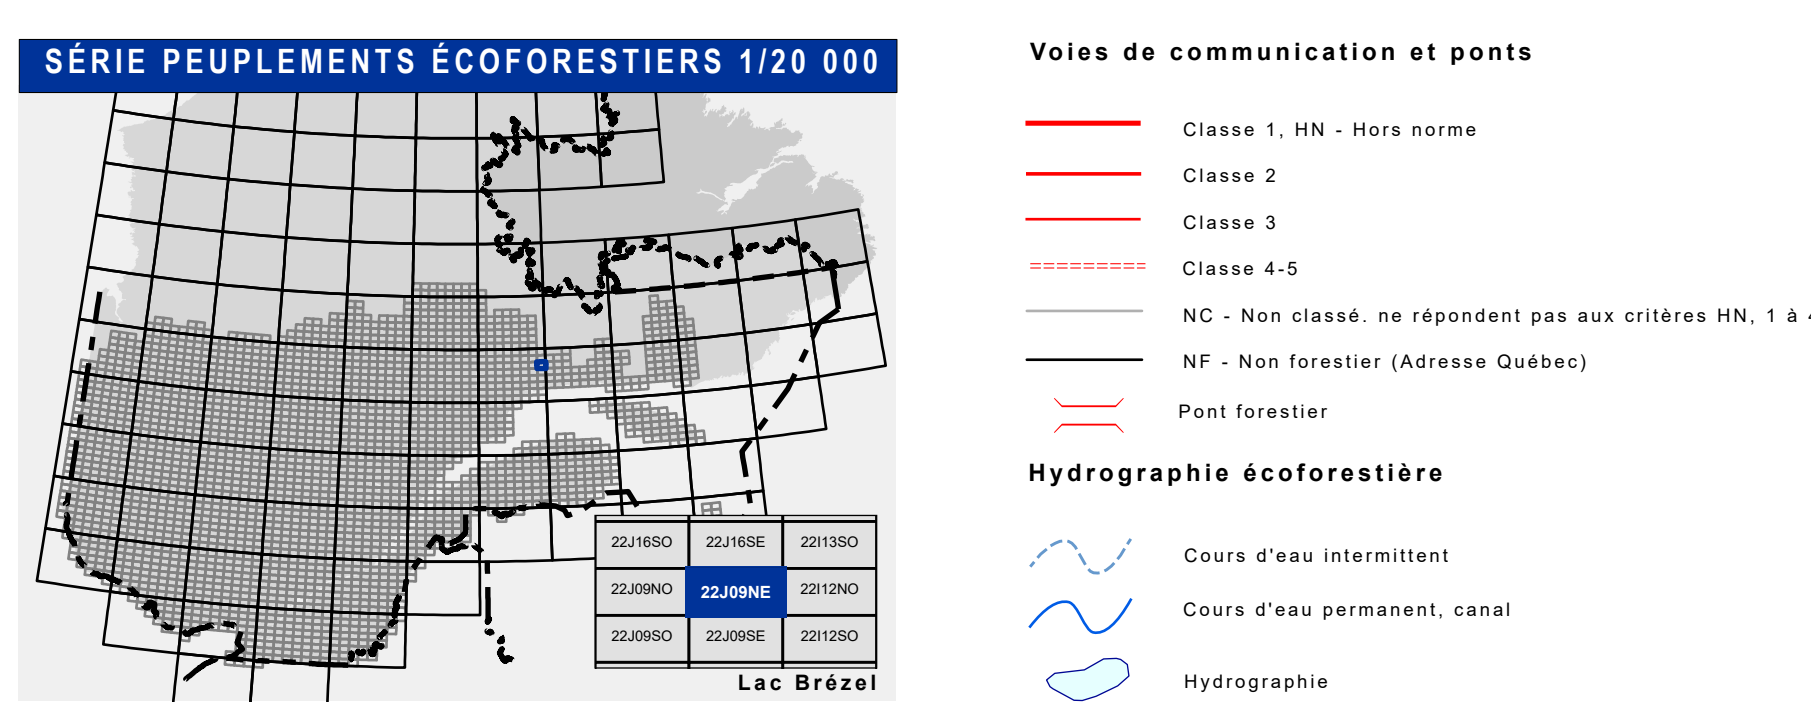 SÉRIE PEUPLEMENTS ÉCOFORESTIERS 1/20 000
22J16SO 22J16SE 22I13SO
22J09NO 22J09NE 22I12NO
22J09SO 22J09SE 22I12SO
Lac Brézel
Voies de communication et ponts
Classe 1, HN - Hors norme
Classe 2
Classe 3
Classe 4-5
NC - Non classé. ne répondent pas aux critères HN, 1 à 4
NF - Non forestier (Adresse Québec)
Pont forestier
Hydrographie écoforestière
Cours d'eau intermittent
Cours d'eau permanent, canal
Hydrographie